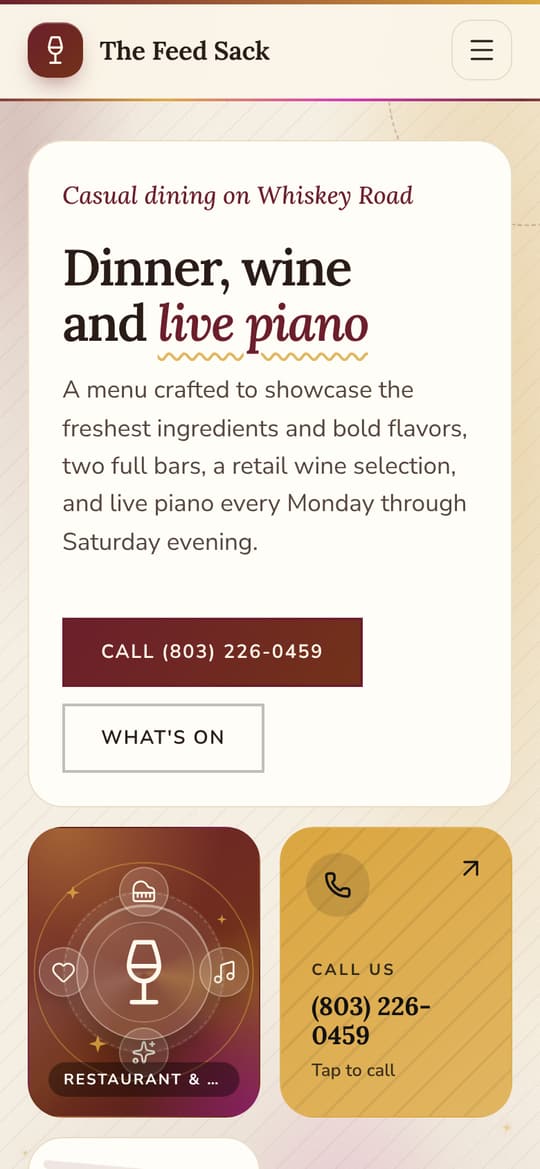 The Feed Sack
Casual dining on Whiskey Road
Dinner, wine
and live piano
A menu crafted to showcase the
freshest ingredients and bold flavors,
two full bars, a retail wine selection,
and live piano every Monday through
Saturday evening.
CALL (803) 226-0459
WHAT'S ON
RESTAURANT & …
CALL US
(803) 226-
0459
Tap to call